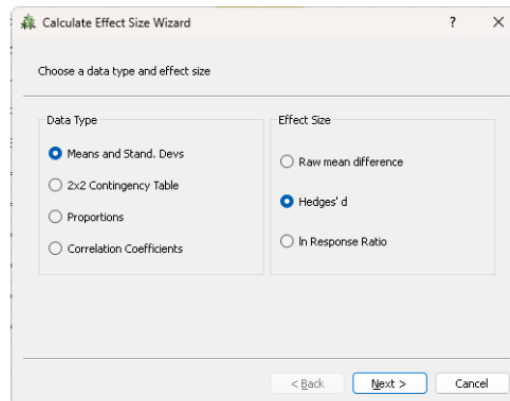 Calculate Effect Size Wizard
?
Choose a data type and effect size
Data Type
Means and Stand. Devs
2x2 Contingency Table
Proportions
Correlation Coefficients
Effect Size
Raw mean difference
Hedges' d
ln Response Ratio
< Back
Next >
Cancel